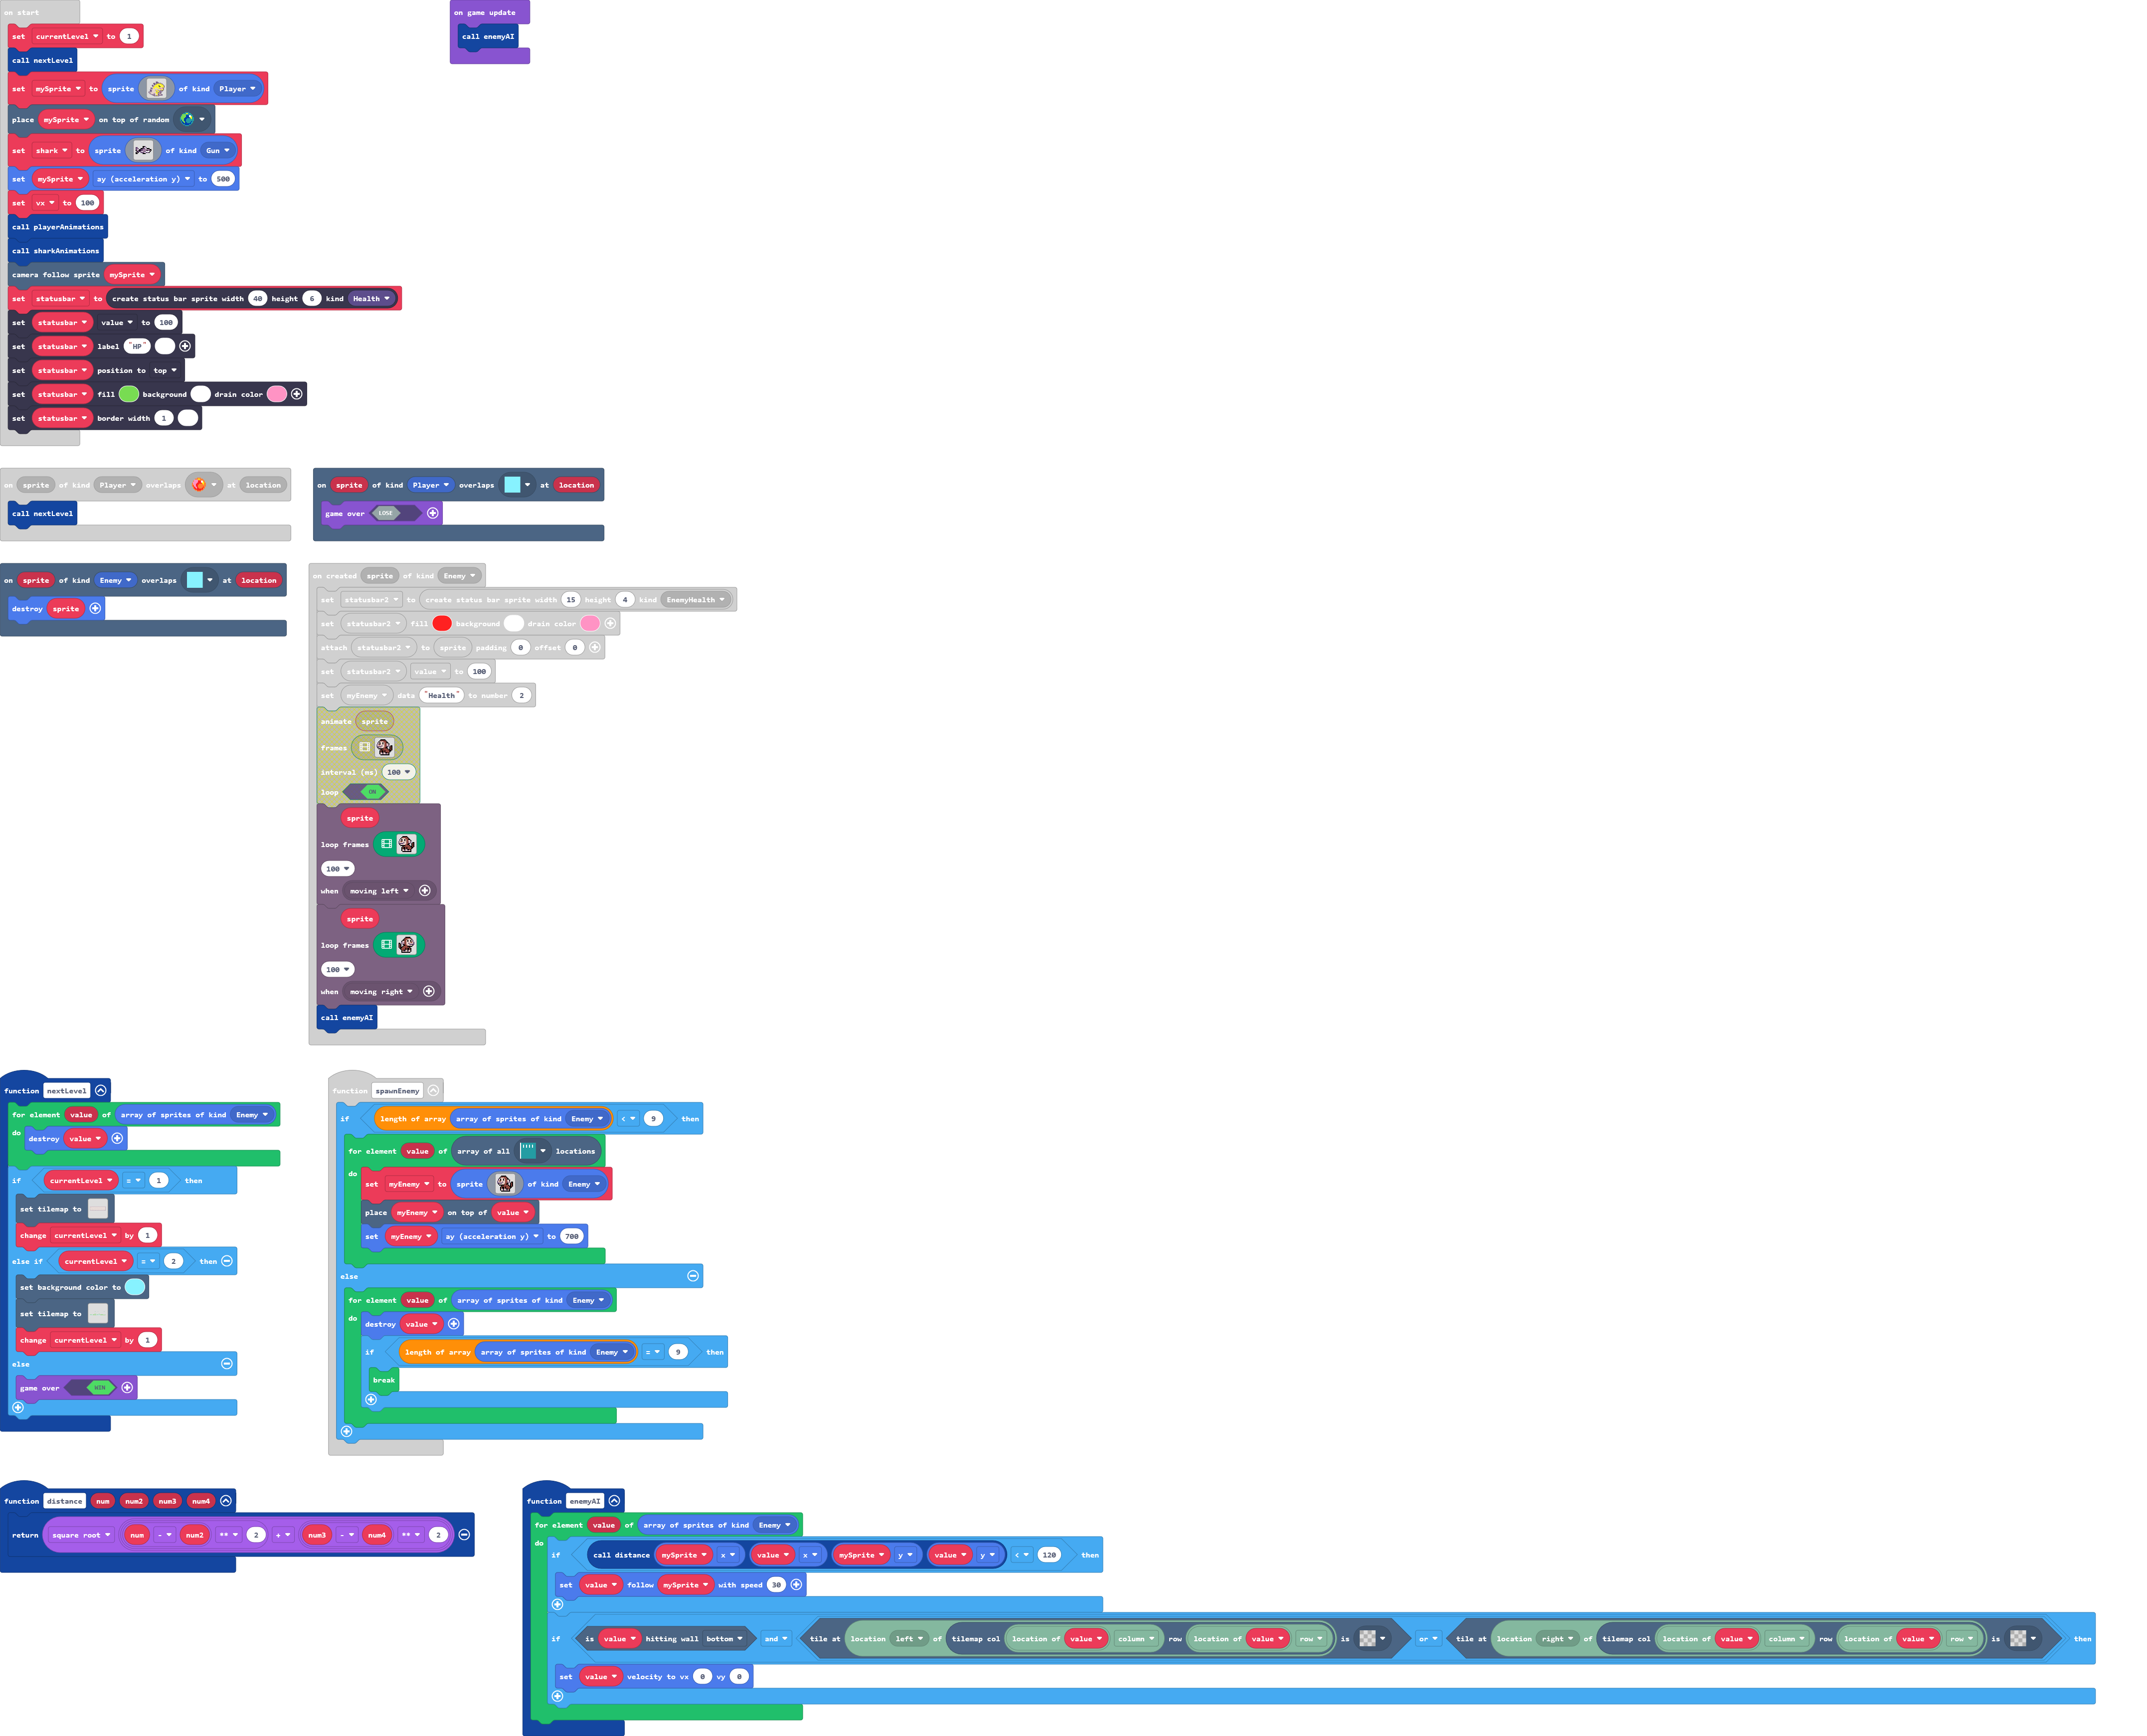 on start
set currentLevel to 1
call nextLevel
set mySprite to sprite of kind Player
place mySprite on top of random
set shark to sprite of kind Gun
set mySprite ay (acceleration y) to 500
set vx to 100
call playerAnimations
call sharkAnimations
camera follow sprite mySprite
set statusbar to create status bar sprite width 40 height 6 kind Health
set statusbar value to 100
set statusbar label "HP"
set statusbar position to top
set statusbar fill background drain color
set statusbar border width 1
on game update
call enemyAI
on sprite of kind Player overlaps at location
call nextLevel
on sprite of kind Player overlaps at location
game over LOSE
on sprite of kind Enemy overlaps at location
destroy sprite
on created sprite of kind Enemy
set statusbar2 to create status bar sprite width 15 height 4 kind EnemyHealth
set statusbar2 fill background drain color
attach statusbar2 to sprite padding 0 offset 0
set statusbar2 value to 100
set myEnemy data "Health" to number 2
animate sprite
frames
interval (ms) 100
loop ON
sprite
loop frames
100
when moving left
sprite
loop frames
100
when moving right
call enemyAI
function nextLevel
for element value of array of sprites of kind Enemy
do destroy value
if currentLevel = 1 then
set tilemap to
change currentLevel by 1
else if currentLevel = 2 then
set background color to
set tilemap to
change currentLevel by 1
else
game over WIN
function spawnEnemy
if length of array array of sprites of kind Enemy < 9 then
for element value of array of all locations
do set myEnemy to sprite of kind Enemy
place myEnemy on top of value
set myEnemy ay (acceleration y) to 700
else
for element value of array of sprites of kind Enemy
do destroy value
if length of array array of sprites of kind Enemy = 9 then
break
function distance num num2 num3 num4
return square root num - num2 ** 2 + num3 - num4 ** 2
function enemyAI
for element value of array of sprites of kind Enemy
do if call distance mySprite x value x mySprite y value y < 120 then
set value follow mySprite with speed 30
if is value hitting wall bottom and tile at location left of tilemap col location of value column row location of value row is or tile at location right of tilemap col location of value column row location of value row is then
set value velocity to vx 0 vy 0